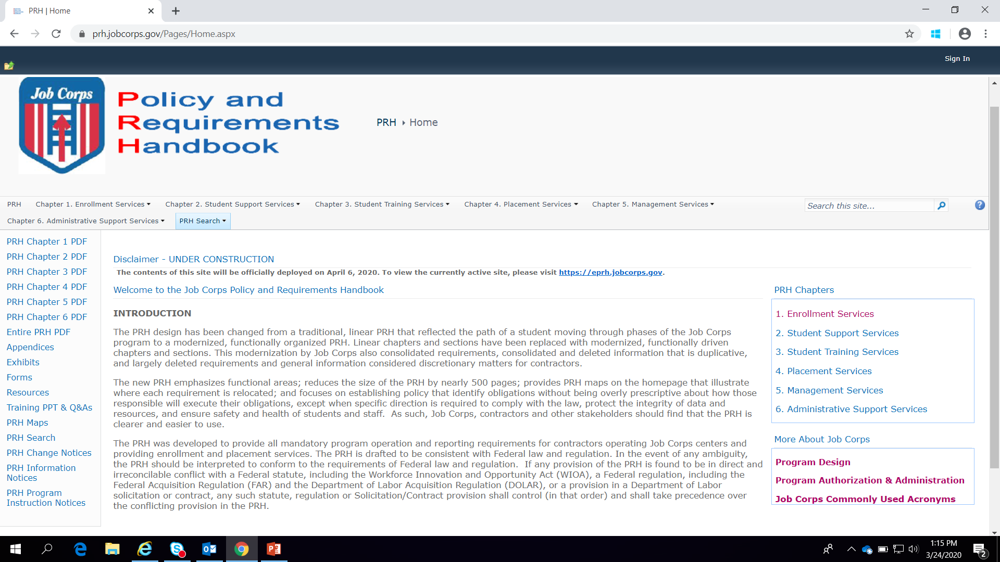 PRH | Home
prh.jobcorps.gov/Pages/Home.aspx
Sign In
Job Corps
Policy and
Requirements
Handbook
PRH Home
PRH Chapter 1. Enrollment Services Chapter 2. Student Support Services Chapter 3. Student Training Services Chapter 4. Placement Services Chapter 5. Management Services
Search this site...
Chapter 6. Administrative Support Services PRH Search
PRH Chapter 1 PDF
PRH Chapter 2 PDF
PRH Chapter 3 PDF
PRH Chapter 4 PDF
PRH Chapter 5 PDF
PRH Chapter 6 PDF
Entire PRH PDF
Appendices
Exhibits
Forms
Resources
Training PPT & Q&As
PRH Maps
PRH Search
PRH Change Notices
PRH Information
Notices
PRH Program
Instruction Notices
Disclaimer - UNDER CONSTRUCTION
The contents of this site will be officially deployed on April 6, 2020. To view the currently active site, please visit https://eprh.jobcorps.gov.
Welcome to the Job Corps Policy and Requirements Handbook
INTRODUCTION
The PRH design has been changed from a traditional, linear PRH that reflected the path of a student moving through phases of the Job Corps
program to a modernized, functionally organized PRH. Linear chapters and sections have been replaced with modernized, functionally driven
chapters and sections. This modernization by Job Corps also consolidated requirements, consolidated and deleted information that is duplicative,
and largely deleted requirements and general information considered discretionary matters for contractors.
The new PRH emphasizes functional areas; reduces the size of the PRH by nearly 500 pages; provides PRH maps on the homepage that illustrate
where each requirement is relocated; and focuses on establishing policy that identify obligations without being overly prescriptive about how those
responsible will execute their obligations, except when specific direction is required to comply with the law, protect the integrity of data and
resources, and ensure safety and health of students and staff. As such, Job Corps, contractors and other stakeholders should find that the PRH is
clearer and easier to use.
The PRH was developed to provide all mandatory program operation and reporting requirements for contractors operating Job Corps centers and
providing enrollment and placement services. The PRH is drafted to be consistent with Federal law and regulation. In the event of any ambiguity,
the PRH should be interpreted to conform to the requirements of Federal law and regulation. If any provision of the PRH is found to be in direct and
irreconcilable conflict with a Federal statute, including the Workforce Innovation and Opportunity Act (WIOA), a Federal regulation, including the
Federal Acquisition Regulation (FAR) and the Department of Labor Acquisition Regulation (DOLAR), or a provision in a Department of Labor
solicitation or contract, any such statute, regulation or Solicitation/Contract provision shall control (in that order) and shall take precedence over
the conflicting provision in the PRH.
PRH Chapters
1. Enrollment Services
2. Student Support Services
3. Student Training Services
4. Placement Services
5. Management Services
6. Administrative Support Services
More About Job Corps
Program Design
Program Authorization & Administration
Job Corps Commonly Used Acronyms
1:15 PM
3/24/2020
2